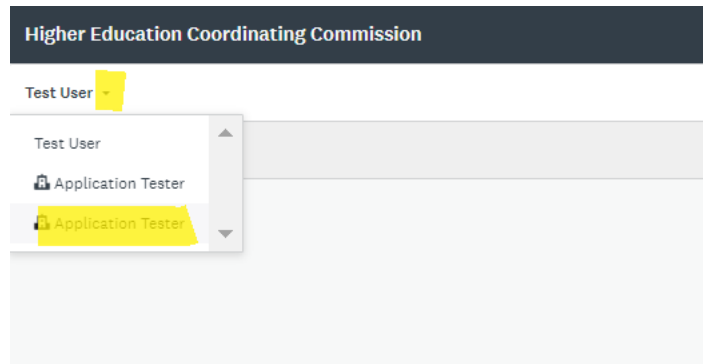 Higher Education Coordinating Commission
Test User
Test User
Application Tester
Application Tester